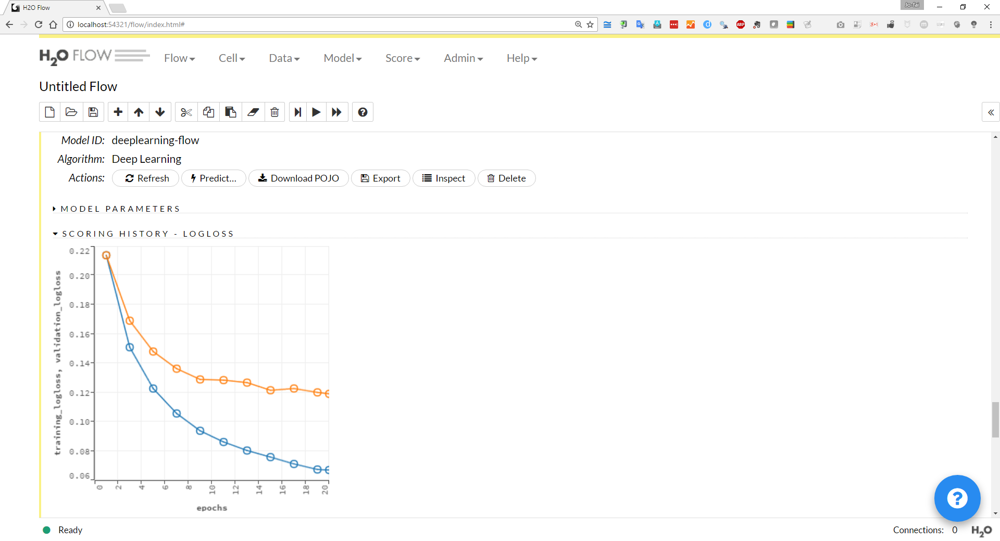 H2O Flow
Jo-fai
localhost:54321/flow/index.html#
H2O FLOW Flow Cell Data Model Score Admin Help
Untitled Flow
Model ID: deeplearning-flow
Algorithm: Deep Learning
Actions: Refresh Predict... Download POJO Export Inspect Delete
MODEL PARAMETERS
SCORING HISTORY - LOGLOSS
training_logloss, validation_logloss
0.22
0.20
0.18
0.16
0.14
0.12
0.10
0.08
0.06
0 2 4 6 8 10 12 14 16 18 20
epochs
Ready
Connections: 0 H2O